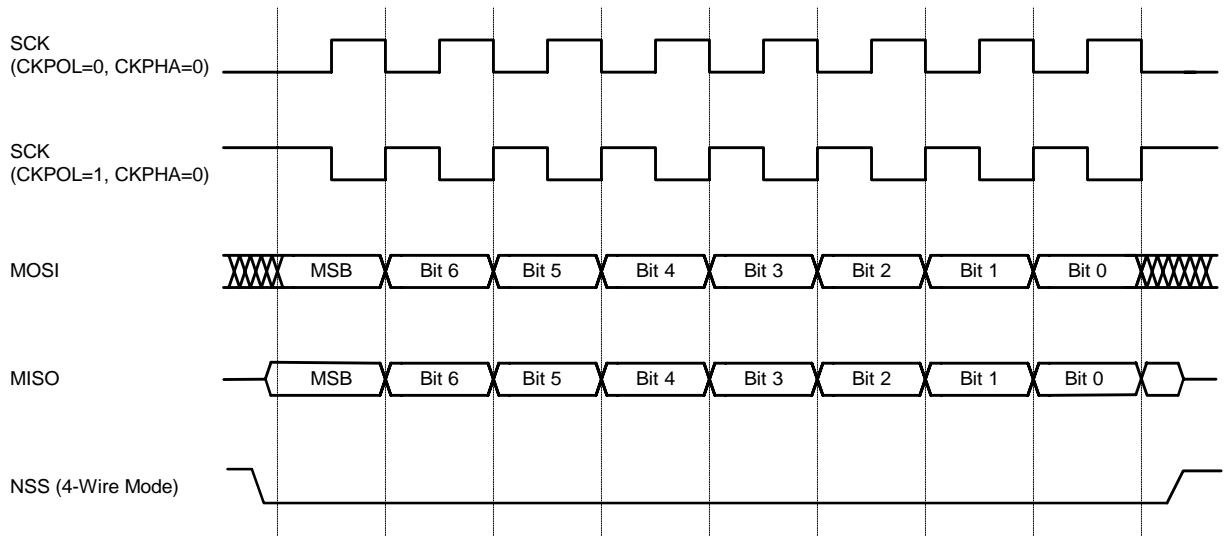 SCK
(CKPOL=0, CKPHA=0)
SCK
(CKPOL=1, CKPHA=0)
MOSI
MSB Bit 6 Bit 5 Bit 4 Bit 3 Bit 2 Bit 1 Bit 0
MISO
MSB Bit 6 Bit 5 Bit 4 Bit 3 Bit 2 Bit 1 Bit 0
NSS (4-Wire Mode)